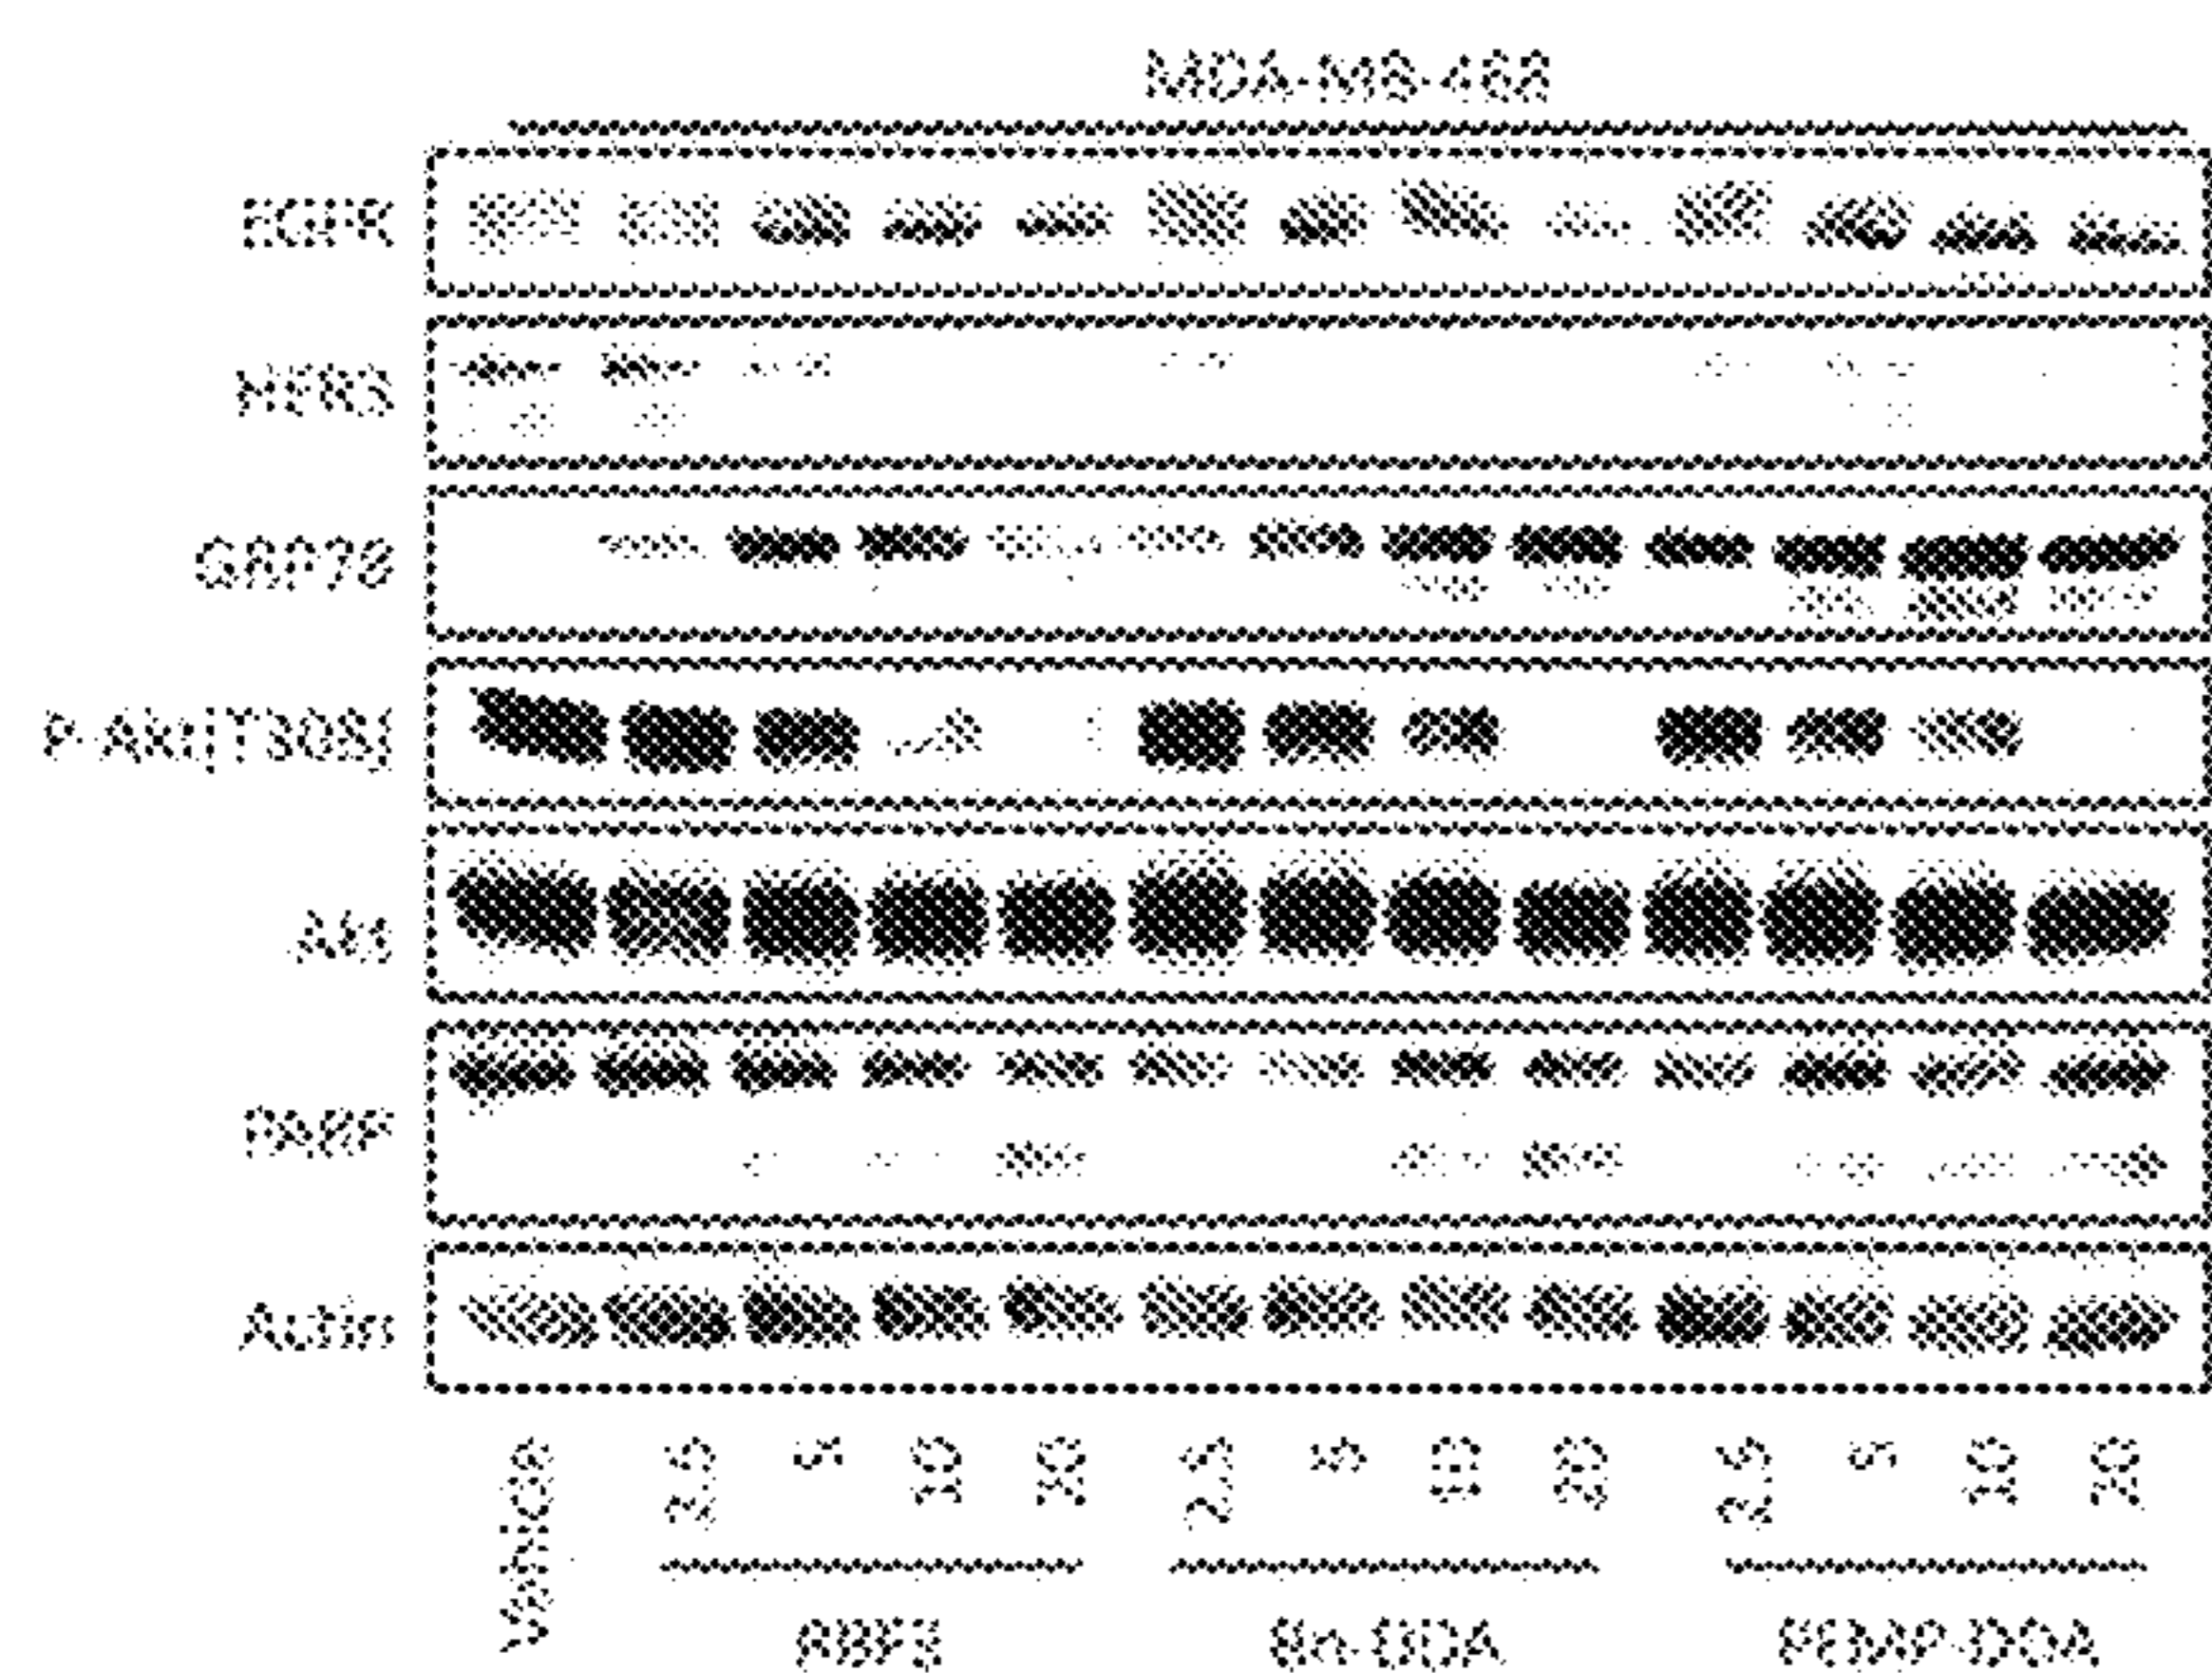 MDA-MB-468
EGFR
HER3
GRP78
P-Akt[T308]
Akt
PARP
Actin
Vehicle 2.5 5 10 20 2.5 5 10 20 2.5 5 10 20
RBF3 Bn-DDA